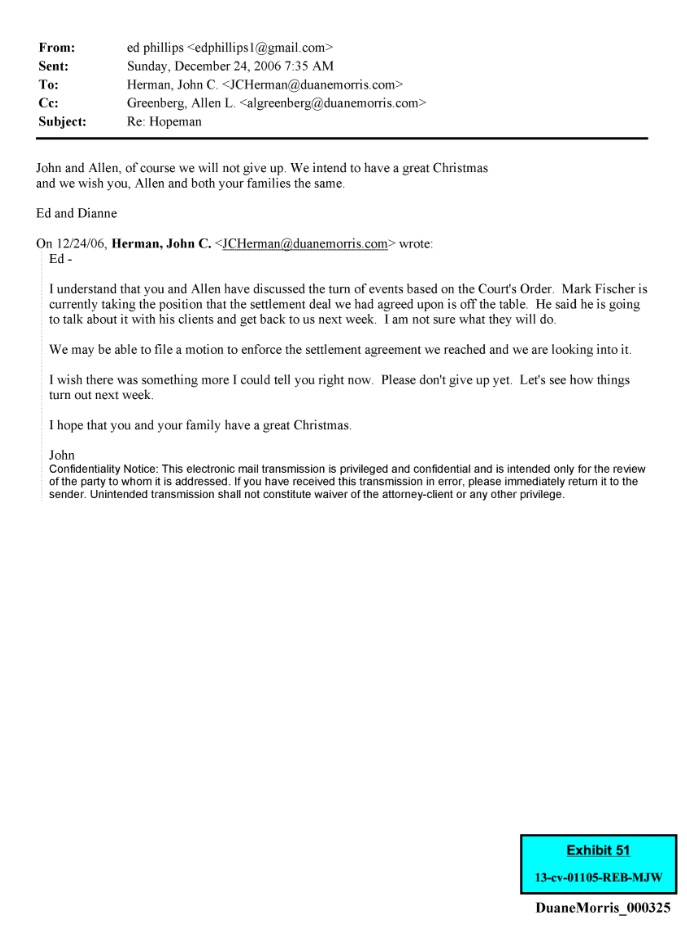 From: ed phillips <edphillips1@gmail.com>
Sent: Sunday, December 24, 2006 7:35 AM
To: Herman, John C. <JCHerman@duanemorris.com>
Cc: Greenberg, Allen L. <algreenberg@duanemorris.com>
Subject: Re: Hopeman
John and Allen, of course we will not give up. We intend to have a great Christmas
and we wish you, Allen and both your families the same.
Ed and Dianne
On 12/24/06, Herman, John C. <JCHerman@duanemorris.com> wrote:
Ed -
I understand that you and Allen have discussed the turn of events based on the Court's Order. Mark Fischer is
currently taking the position that the settlement deal we had agreed upon is off the table. He said he is going
to talk about it with his clients and get back to us next week. I am not sure what they will do.
We may be able to file a motion to enforce the settlement agreement we reached and we are looking into it.
I wish there was something more I could tell you right now. Please don't give up yet. Let's see how things
turn out next week.
I hope that you and your family have a great Christmas.
John
Confidentiality Notice: This electronic mail transmission is privileged and confidential and is intended only for the review
of the party to whom it is addressed. If you have received this transmission in error, please immediately return it to the
sender. Unintended transmission shall not constitute waiver of the attorney-client or any other privilege.
Exhibit 51
13-cv-01105-REB-MJW
DuaneMorris_000325